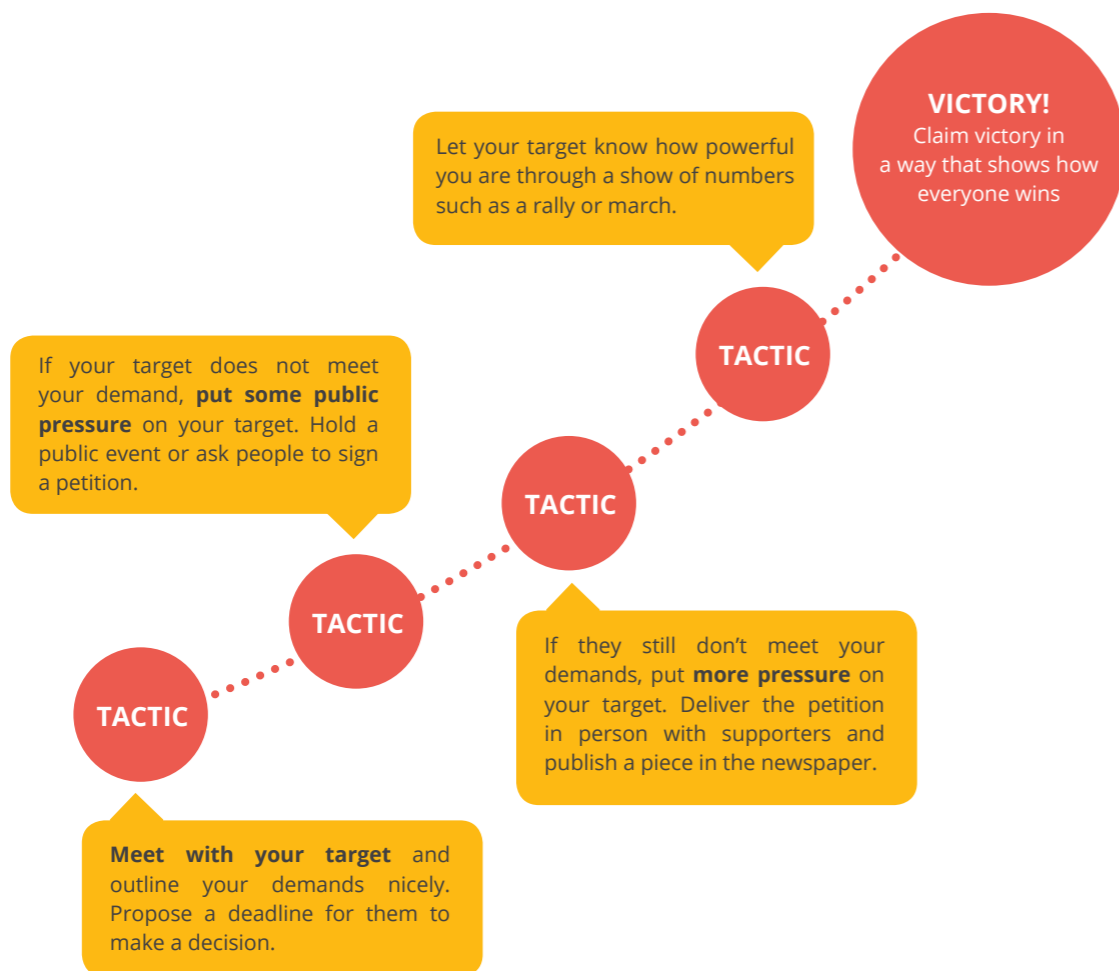 VICTORY!
Claim victory in
a way that shows how
everyone wins
Let your target know how powerful
you are through a show of numbers
such as a rally or march.
TACTIC
If your target does not meet
your demand, put some public
pressure on your target. Hold a
public event or ask people to sign
a petition.
TACTIC
TACTIC
If they still don’t meet your
demands, put more pressure on
your target. Deliver the petition
in person with supporters and
publish a piece in the newspaper.
TACTIC
Meet with your target and
outline your demands nicely.
Propose a deadline for them to
make a decision.